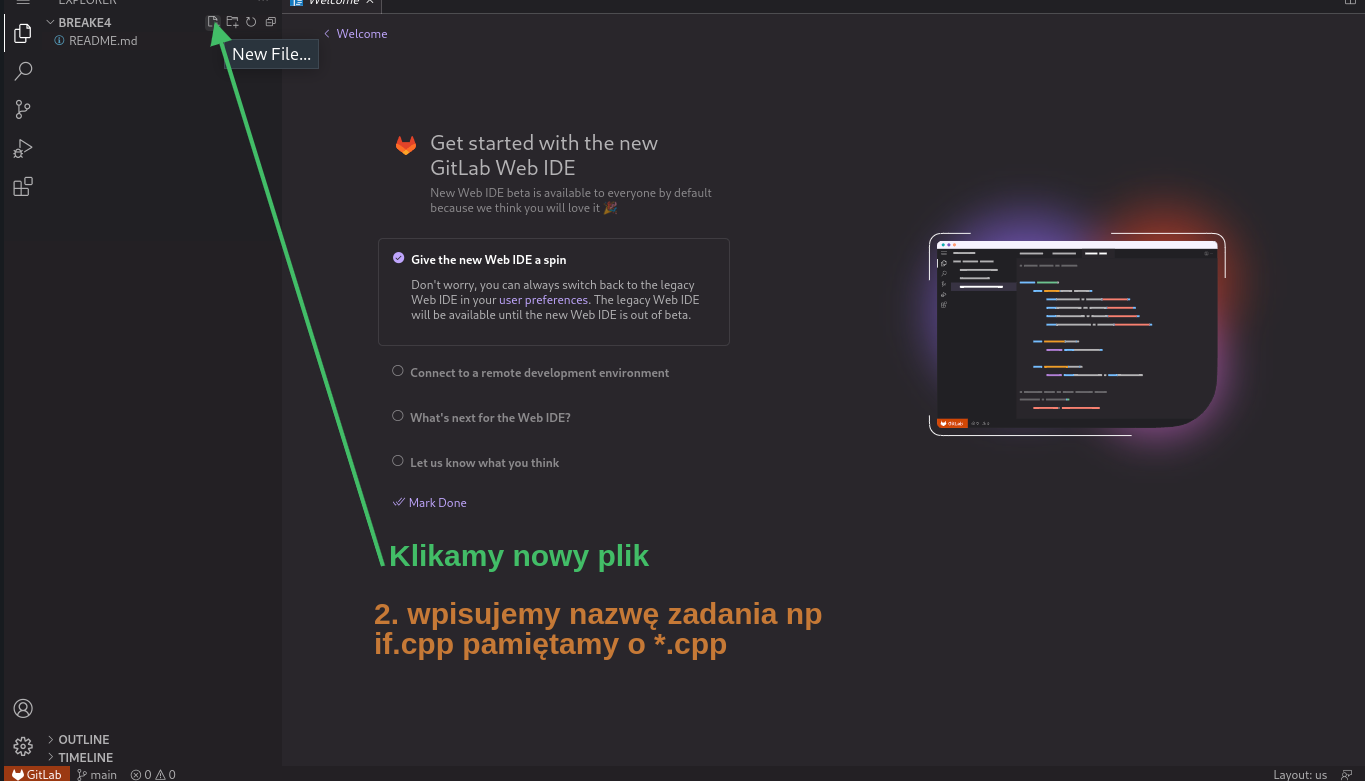 EXPLORER
Welcome
BREAKE4
README.md
New File...
Welcome
Get started with the new
GitLab Web IDE
New Web IDE beta is available to everyone by default
because we think you will love it 🎉
Give the new Web IDE a spin
Don't worry, you can always switch back to the legacy
Web IDE in your user preferences. The legacy Web IDE
will be available until the new Web IDE is out of beta.
Connect to a remote development environment
What's next for the Web IDE?
Let us know what you think
Mark Done
Klikamy nowy plik
2. wpisujemy nazwę zadania np
if.cpp pamiętamy o *.cpp
OUTLINE
TIMELINE
GitLab main 0 0 Layout: us